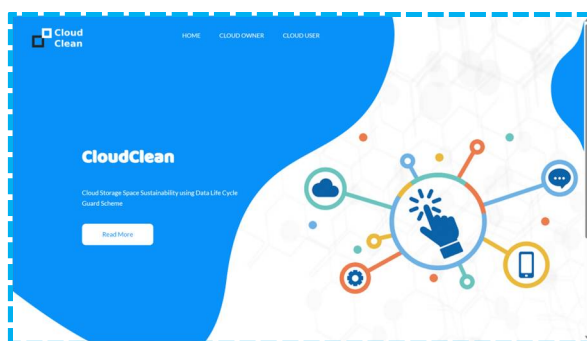 Cloud
Clean
HOME CLOUD OWNER CLOUD USER
CloudClean
Cloud Storage Space Sustainability using Data Life Cycle
Guard Scheme
Read More